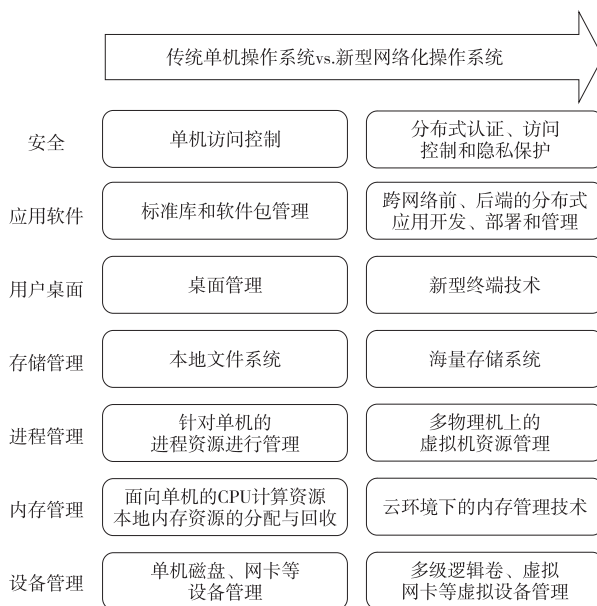 传统单机操作系统vs.新型网络化操作系统
安全
单机访问控制
分布式认证、访问
控制和隐私保护
应用软件
标准库和软件包管理
跨网络前、后端的分布式
应用开发、部署和管理
用户桌面
桌面管理
新型终端技术
存储管理
本地文件系统
海量存储系统
进程管理
针对单机的
进程资源进行管理
多物理机上的
虚拟机资源管理
内存管理
面向单机的CPU计算资源
本地内存资源的分配与回收
云环境下的内存管理技术
设备管理
单机磁盘、网卡等
设备管理
多级逻辑卷、虚拟
网卡等虚拟设备管理